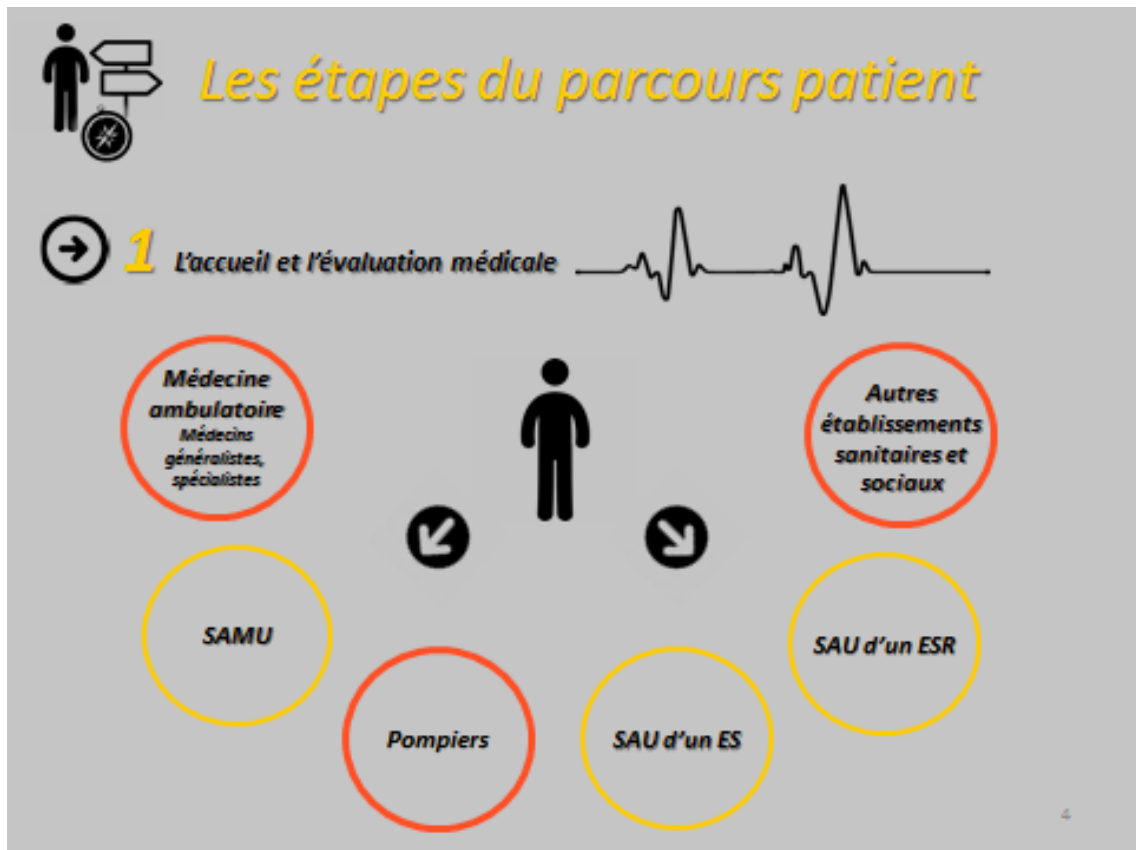 Les étapes du parcours patient
1 L'accueil et l'évaluation médicale
Médecine
ambulatoire
Médecins
généralistes,
spécialistes
Autres
établissements
sanitaires et
sociaux
SAMU
SAU d'un ESR
Pompiers
SAU d'un ES
4